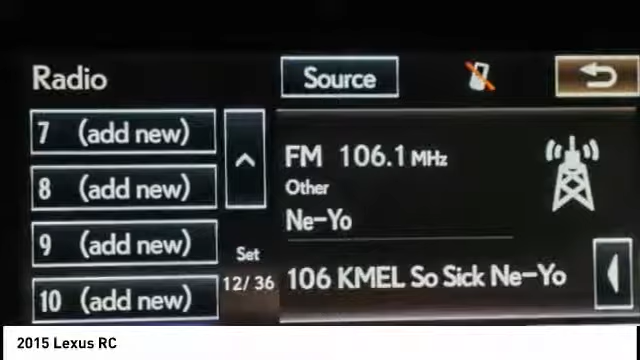 Radio
Source
7 (add new)
8 (add new)
9 (add new)
10 (add new)
Set
12/36
FM 106.1 MHz
Other
Ne-Yo
106 KMEL So Sick Ne-Yo
2015 Lexus RC